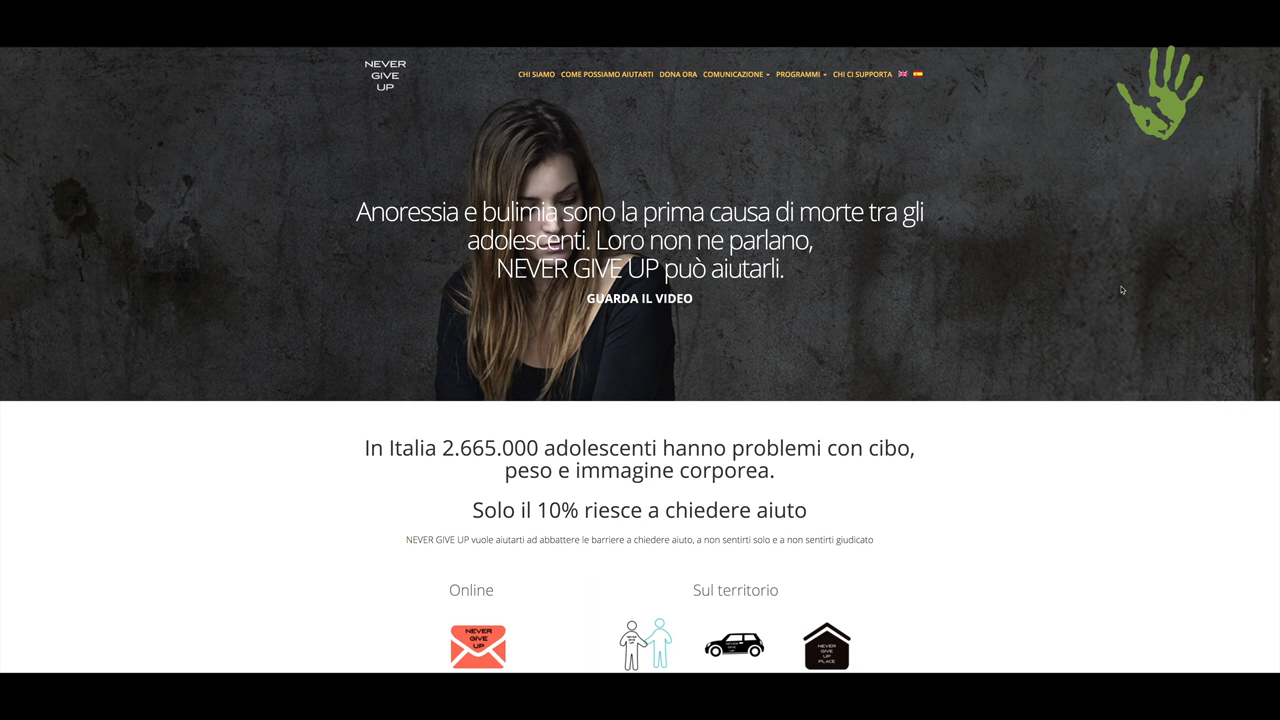 NEVER
GIVE
UP
CHI SIAMO COME POSSIAMO AIUTARTI DONA ORA COMUNICAZIONE PROGRAMMI CHI CI SUPPORTA
Anoressia e bulimia sono la prima causa di morte tra gli
adolescenti. Loro non ne parlano,
NEVER GIVE UP può aiutarli.
GUARDA IL VIDEO
In Italia 2.665.000 adolescenti hanno problemi con cibo,
peso e immagine corporea.
Solo il 10% riesce a chiedere aiuto
NEVER GIVE UP vuole aiutarti ad abbattere le barriere a chiedere aiuto, a non sentirti solo e a non sentirti giudicato
Online
Sul territorio
NEVER
GIVE
UP
NEVER
GIVE
UP
PLACE